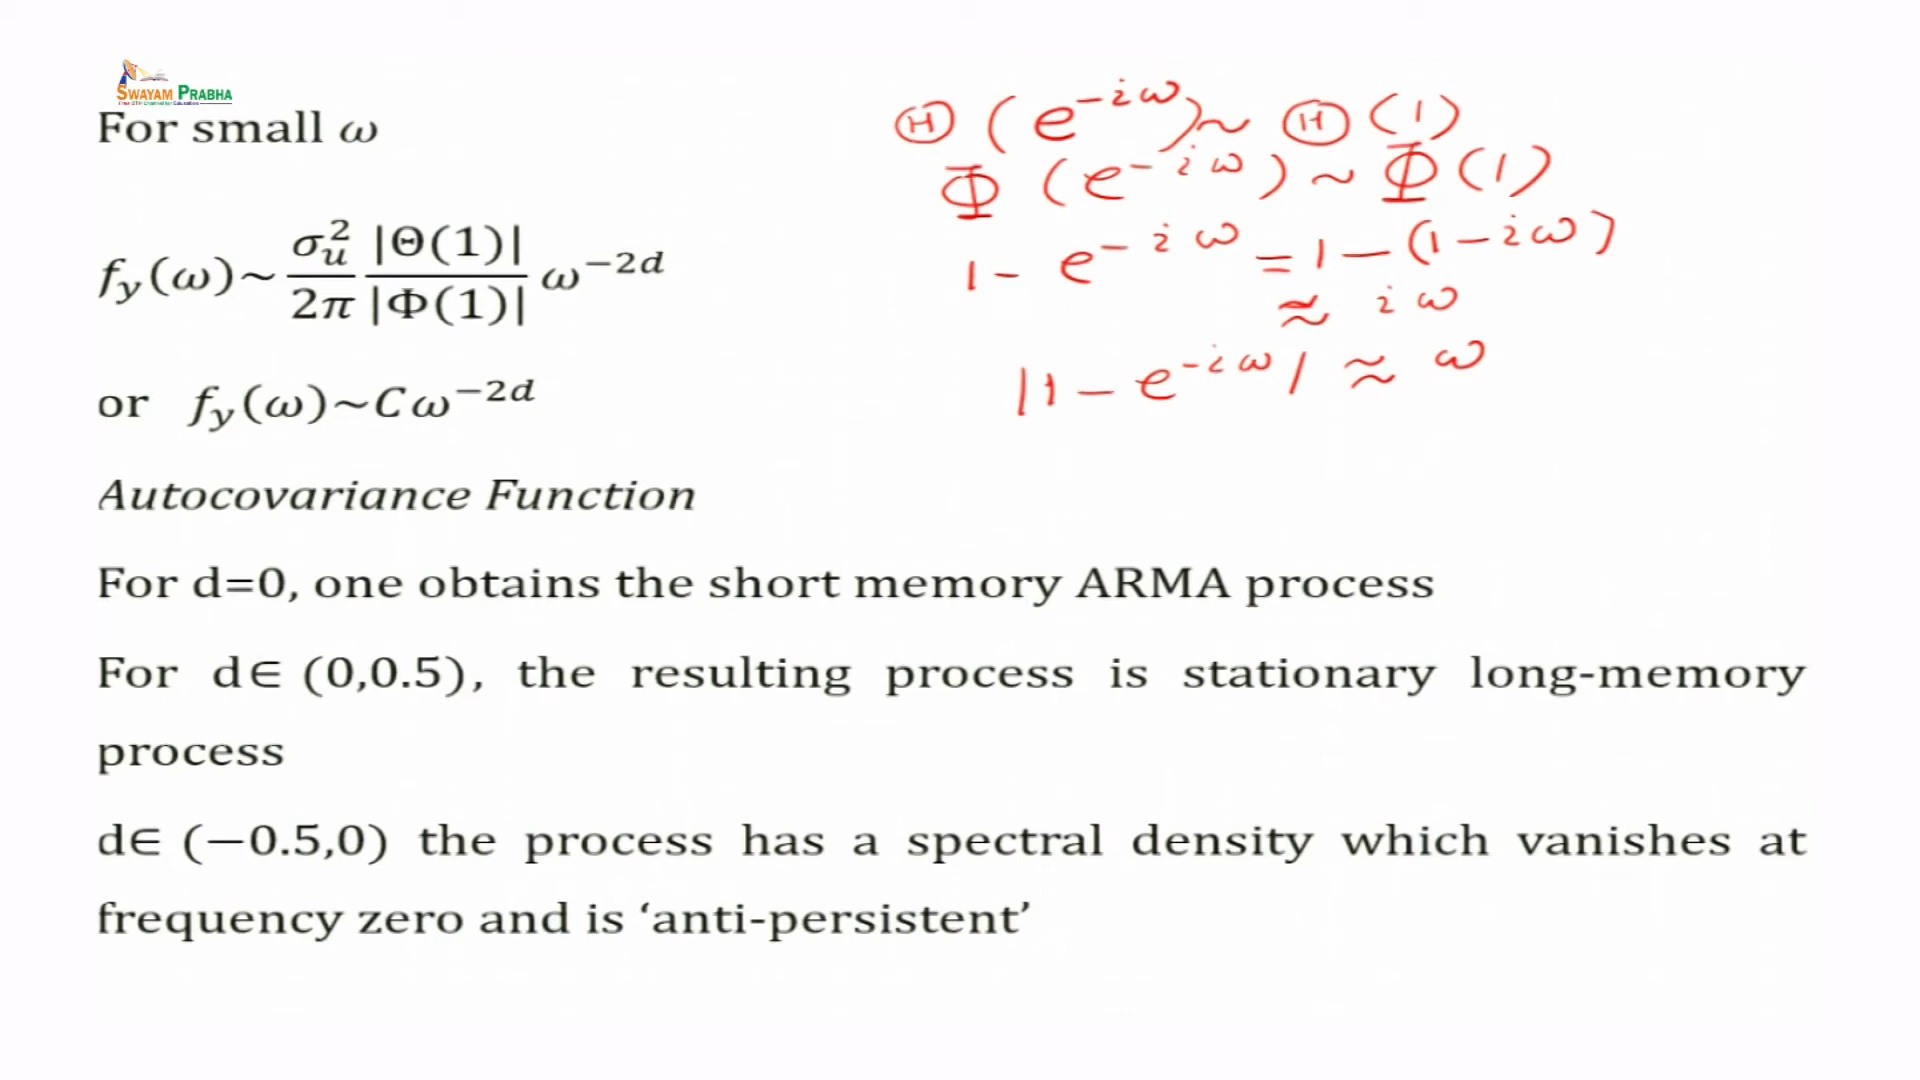 SWAYAM PRABHA
For small ω
f_y(ω)~ σ_u^2/2π |Θ(1)|/|Φ(1)| ω^−2d
or f_y(ω)~Cω^−2d
Autocovariance Function
For d=0, one obtains the short memory ARMA process
For d∈ (0,0.5), the resulting process is stationary long-memory
process
d∈ (−0.5,0) the process has a spectral density which vanishes at
frequency zero and is ‘anti-persistent’
Θ (e^−iω) ~ Θ (1)
Φ (e^−iω) ~ Φ (1)
1 − e^−iω = 1 − (1 − iω)
≈ iω
|1 − e^−iω| ≈ ω